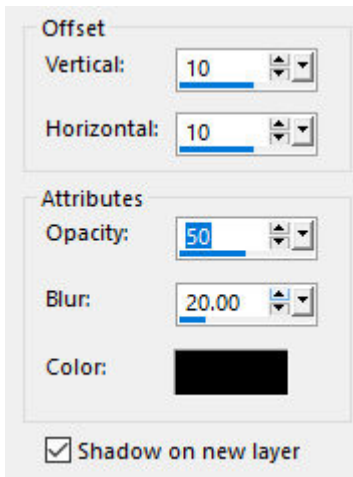 Offset
Vertical: 10
Horizontal: 10
Attributes
Opacity: 50
Blur: 20.00
Color:
Shadow on new layer